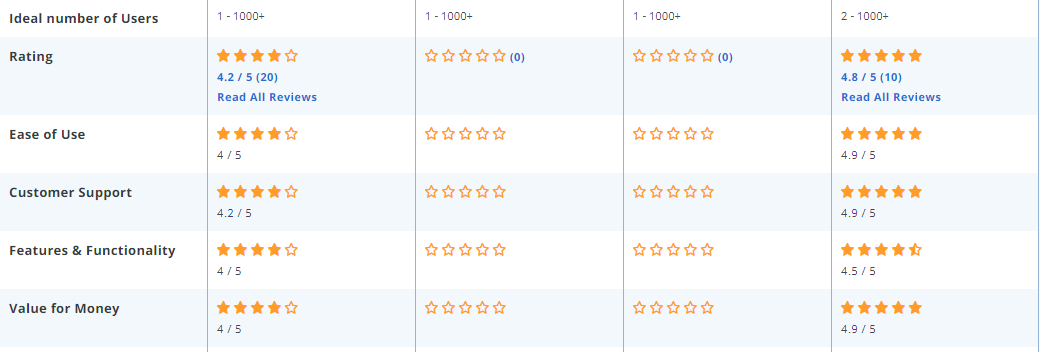 Ideal number of Users 1 - 1000+ 1 - 1000+ 1 - 1000+ 2 - 1000+
Rating (0) (0)
4.2 / 5 (20) 4.8 / 5 (10)
Read All Reviews Read All Reviews
Ease of Use
4 / 5 4.9 / 5
Customer Support
4.2 / 5 4.9 / 5
Features & Functionality
4 / 5 4.5 / 5
Value for Money
4 / 5 4.9 / 5